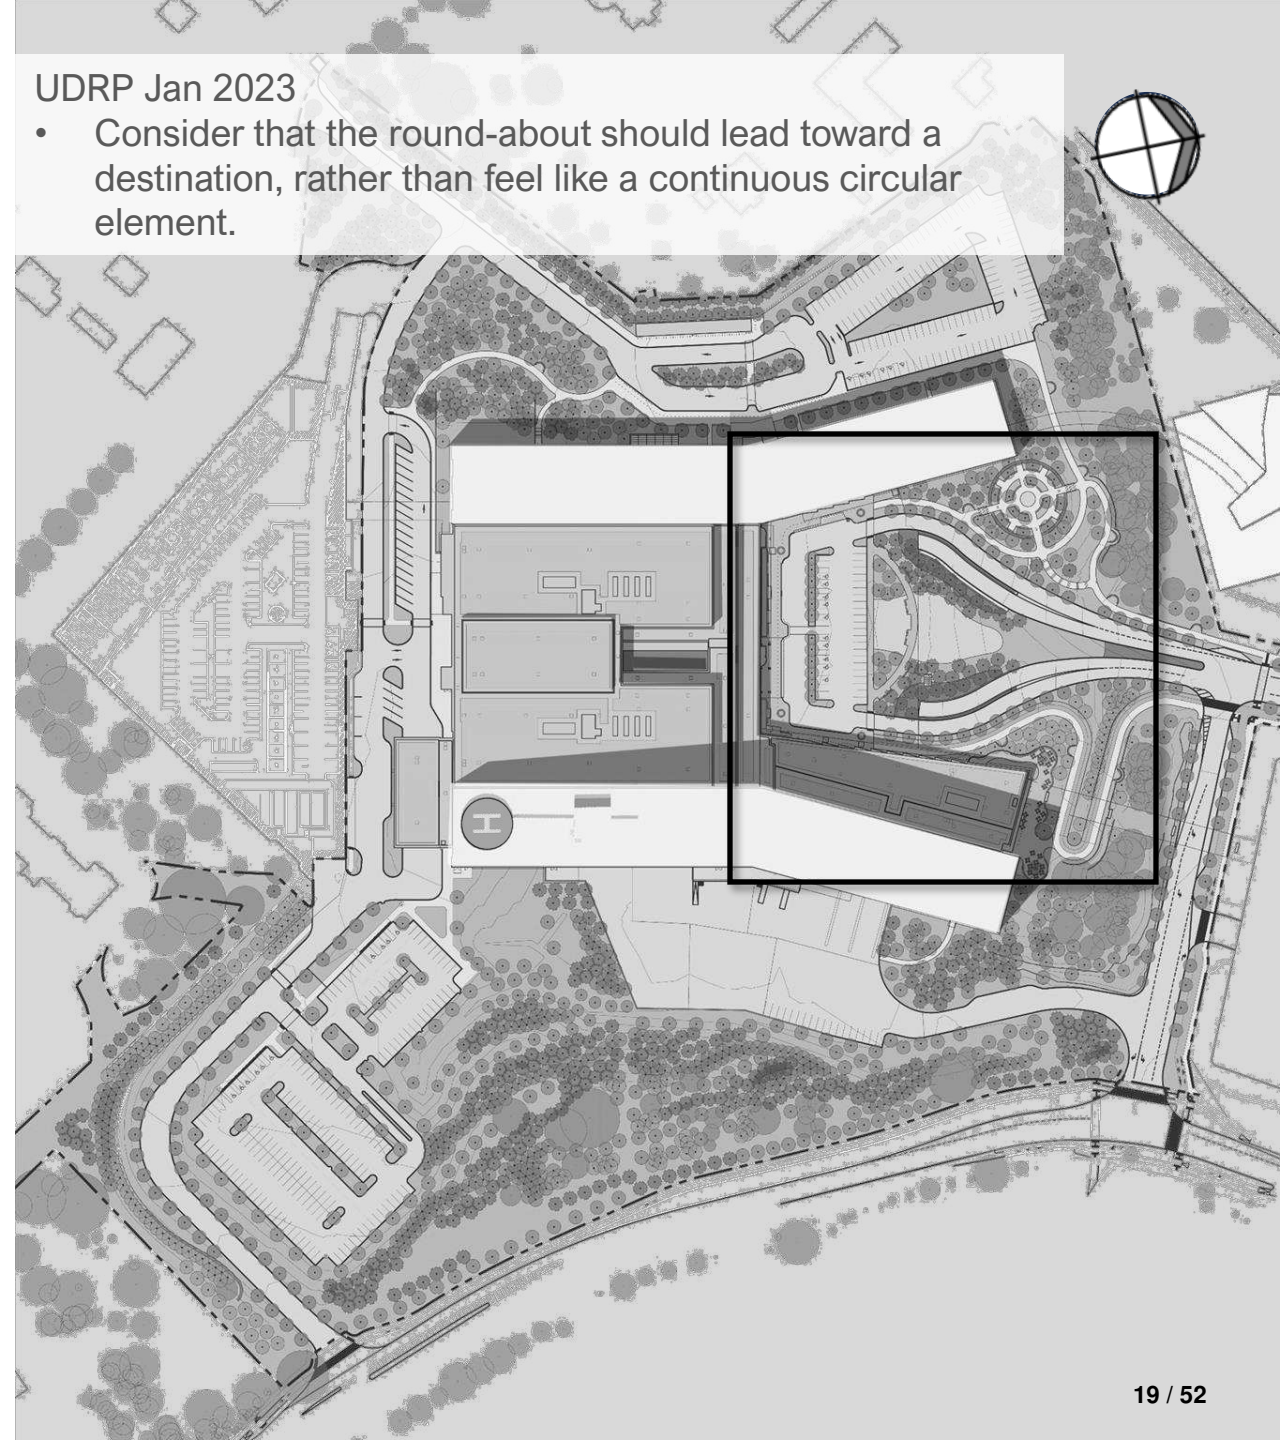 UDRP Jan 2023
• Consider that the round-about should lead toward a
destination, rather than feel like a continuous circular
element.
H
19 / 52